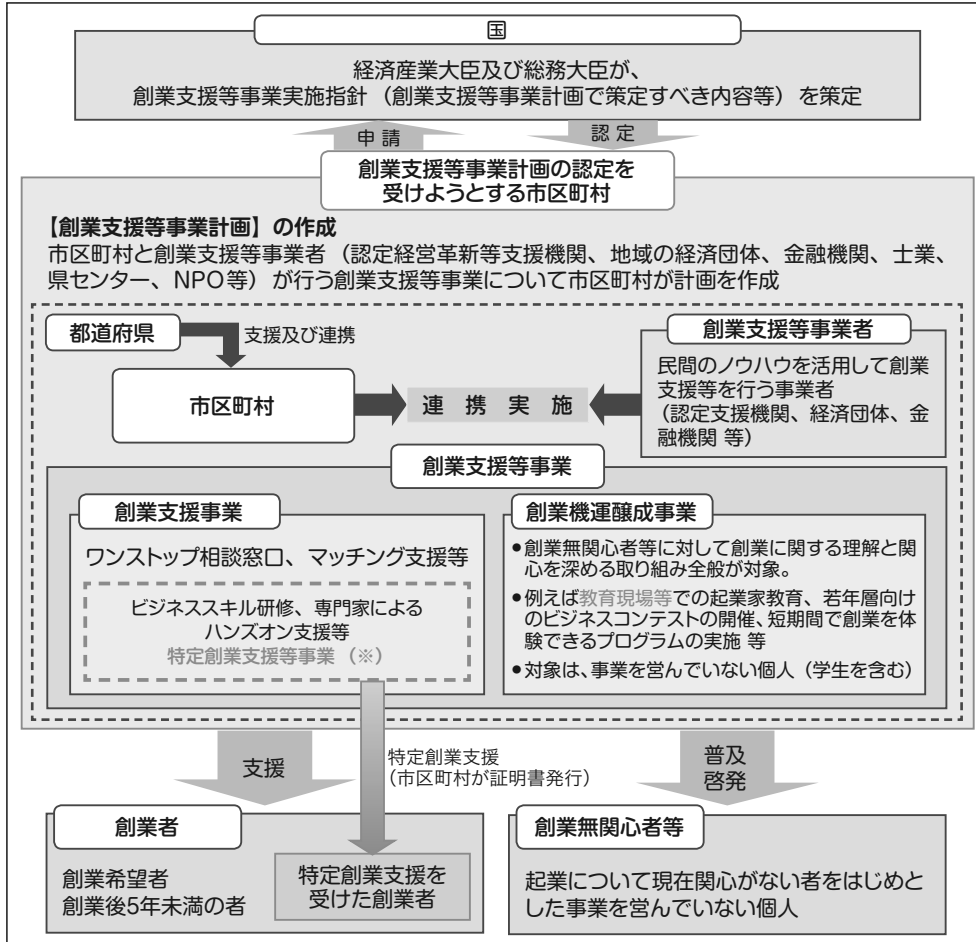 国
経済産業大臣及び総務大臣が、
創業支援等事業実施指針（創業支援等事業計画で策定すべき内容等）を策定
申請
認定
創業支援等事業計画の認定を
受けようとする市区町村
【創業支援等事業計画】の作成
市区町村と創業支援等事業者（認定経営革新等支援機関、地域の経済団体、金融機関、士業、
県センター、NPO等）が行う創業支援等事業について市区町村が計画を作成
都道府県
支援及び連携
市区町村
連携実施
創業支援等事業者
民間のノウハウを活用して創業
支援等を行う事業者
（認定支援機関、経済団体、金
融機関 等）
創業支援等事業
創業支援事業
ワンストップ相談窓口、マッチング支援等
ビジネススキル研修、専門家による
ハンズオン支援等
特定創業支援等事業（※）
創業機運醸成事業
●創業無関心者等に対して創業に関する理解と関
心を深める取り組み全般が対象。
●例えば教育現場等での起業家教育、若年層向け
のビジネスコンテストの開催、短期間で創業を体
験できるプログラムの実施 等
●対象は、事業を営んでいない個人（学生を含む）
支援
特定創業支援
（市区町村が証明書発行）
普及
啓発
創業者
創業希望者
創業後5年未満の者
特定創業支援を
受けた創業者
創業無関心者等
起業について現在関心がない者をはじめと
した事業を営んでいない個人